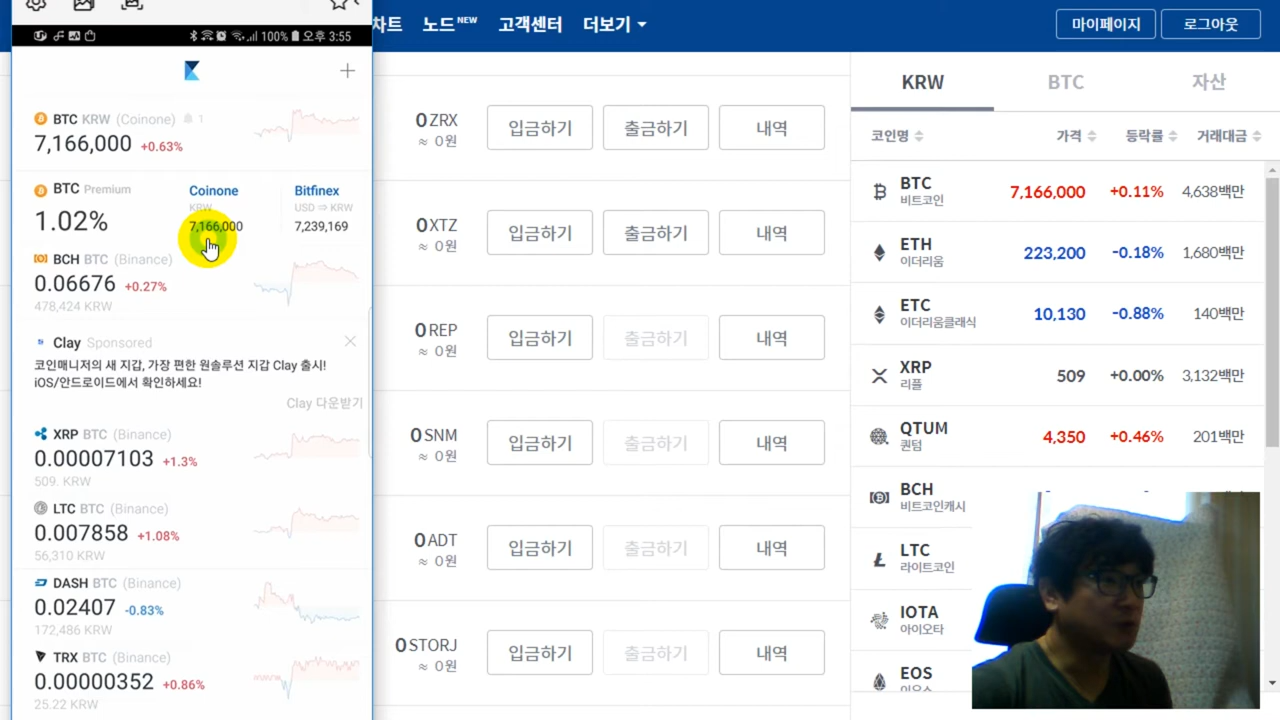 100% 오후 3:55
BTC KRW (Coinone) 1
7,166,000 +0.63%
BTC Premium
1.02%
Coinone
KRW
7,166,000
Bitfinex
USD ⇒ KRW
7,239,169
BCH BTC (Binance)
0.06676 +0.27%
478,424 KRW
Clay Sponsored
코인매니저의 새 지갑, 가장 편한 원솔루션 지갑 Clay 출시!
iOS/안드로이드에서 확인하세요!
Clay 다운받기
XRP BTC (Binance)
0.00007103 +1.3%
509. KRW
LTC BTC (Binance)
0.007858 +1.08%
56,310 KRW
DASH BTC (Binance)
0.02407 -0.83%
172,486 KRW
TRX BTC (Binance)
0.00000352 +0.86%
25.22 KRW
차트 노드NEW 고객센터 더보기
마이페이지 로그아웃
0 ZRX
≈ 0원
입금하기 출금하기 내역
0 XTZ
≈ 0원
입금하기 출금하기 내역
0 REP
≈ 0원
입금하기 출금하기 내역
0 SNM
≈ 0원
입금하기 출금하기 내역
0 ADT
≈ 0원
입금하기 출금하기 내역
0 STORJ
≈ 0원
입금하기 출금하기 내역
KRW BTC 자산
코인명 가격 등락률 거래대금
BTC
비트코인
7,166,000 +0.11% 4,638백만
ETH
이더리움
223,200 -0.18% 1,680백만
ETC
이더리움클래식
10,130 -0.88% 140백만
XRP
리플
509 +0.00% 3,132백만
QTUM
퀀텀
4,350 +0.46% 201백만
BCH
비트코인캐시
LTC
라이트코인
IOTA
아이오타
EOS